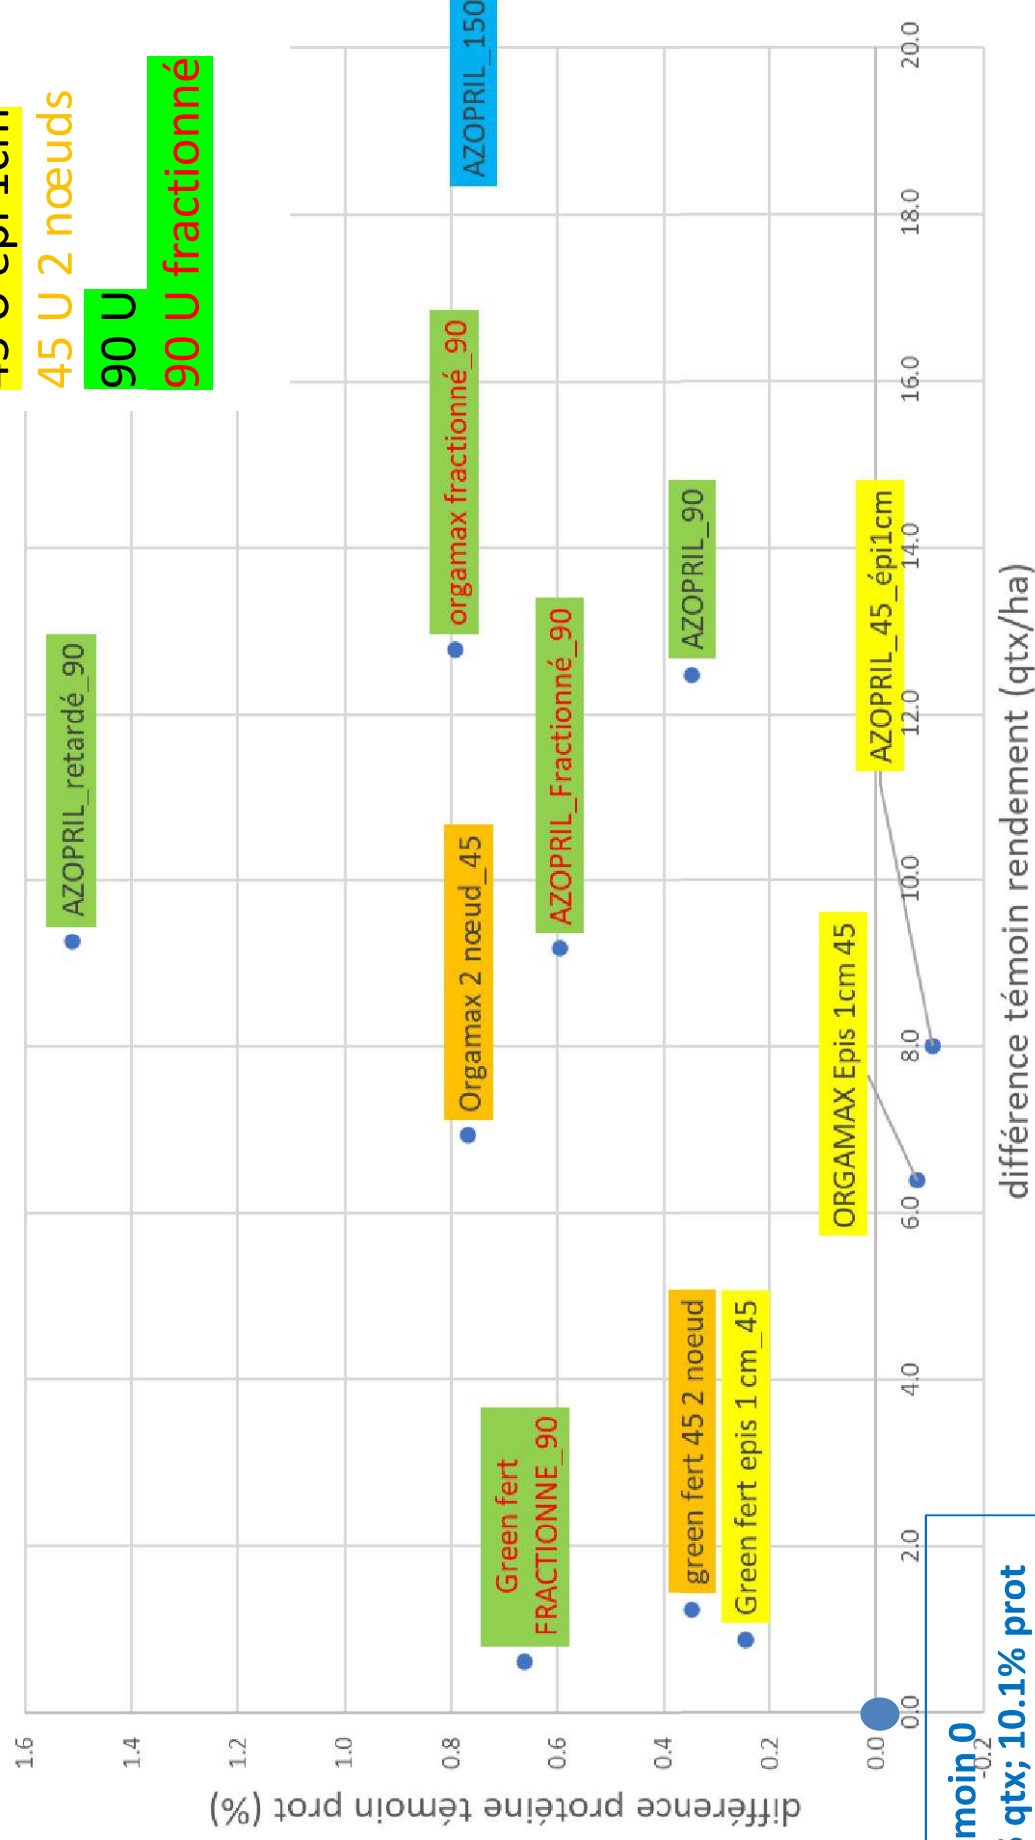 épi 1cm
45 U 2 nœuds
90 U
90 U fractionné
différence protéine témoin prot (%)
1.6
1.4
1.2
1.0
0.8
0.6
0.4
0.2
0.0
-0.2
AZOPRIL_retardé_90
AZOPRIL_150
orgamax fractionné_90
Orgamax 2 nœud_45
Green fert
FRACTIONNE_90
AZOPRIL_Fractionné_90
green fert 45 2 noeud
AZOPRIL_90
Green fert epis 1 cm_45
ORGAMAX Epis 1cm 45
AZOPRIL_45_épi1cm
0.0 2.0 4.0 6.0 8.0 10.0 12.0 14.0 16.0 18.0 20.0
différence témoin rendement (qtx/ha)
moin 0
qtx; 10.1% prot